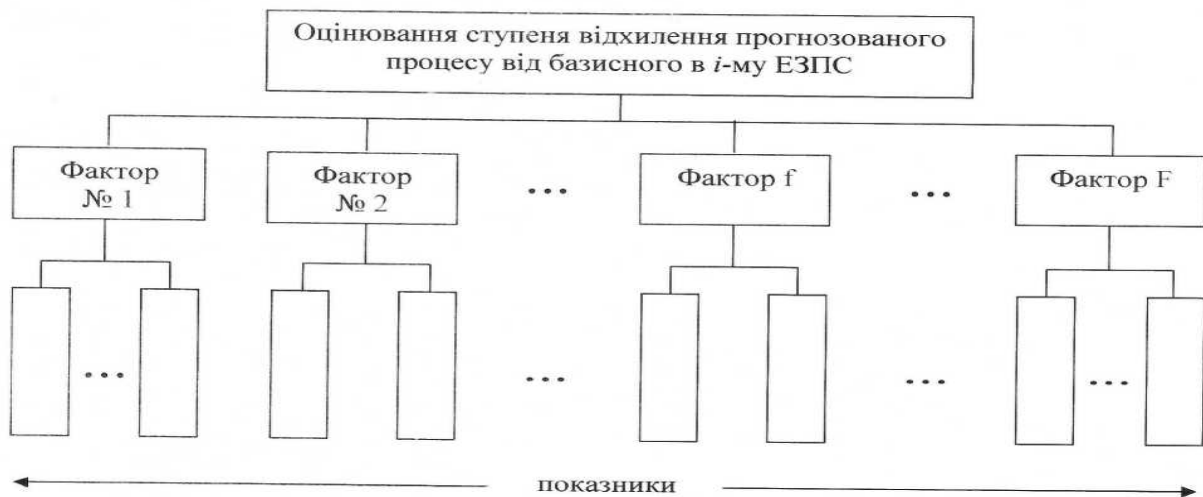 Оцінювання ступеня відхилення прогнозованого
процесу від базисного в i-му ЕЗПС
Фактор
№ 1
Фактор
№ 2
...
Фактор f
...
Фактор F
...
...
...
...
показники